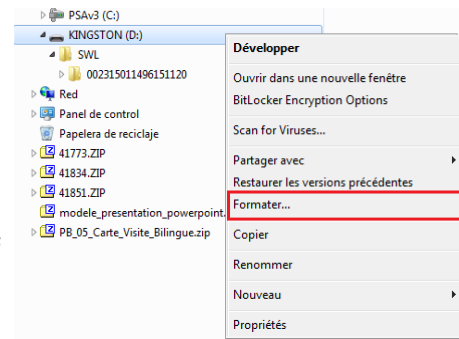 PSAv3 (C:)
KINGSTON (D:)
SWL
002315011496151120
Red
Panel de control
Papelera de reciclaje
41773.ZIP
41834.ZIP
41851.ZIP
modele_presentation_powerpoint.
PB_05_Carte_Visite_Bilingue.zip
Développer
Ouvrir dans une nouvelle fenêtre
BitLocker Encryption Options
Scan for Viruses...
Partager avec
Restaurer les versions précédentes
Formater...
Copier
Renommer
Nouveau
Propriétés